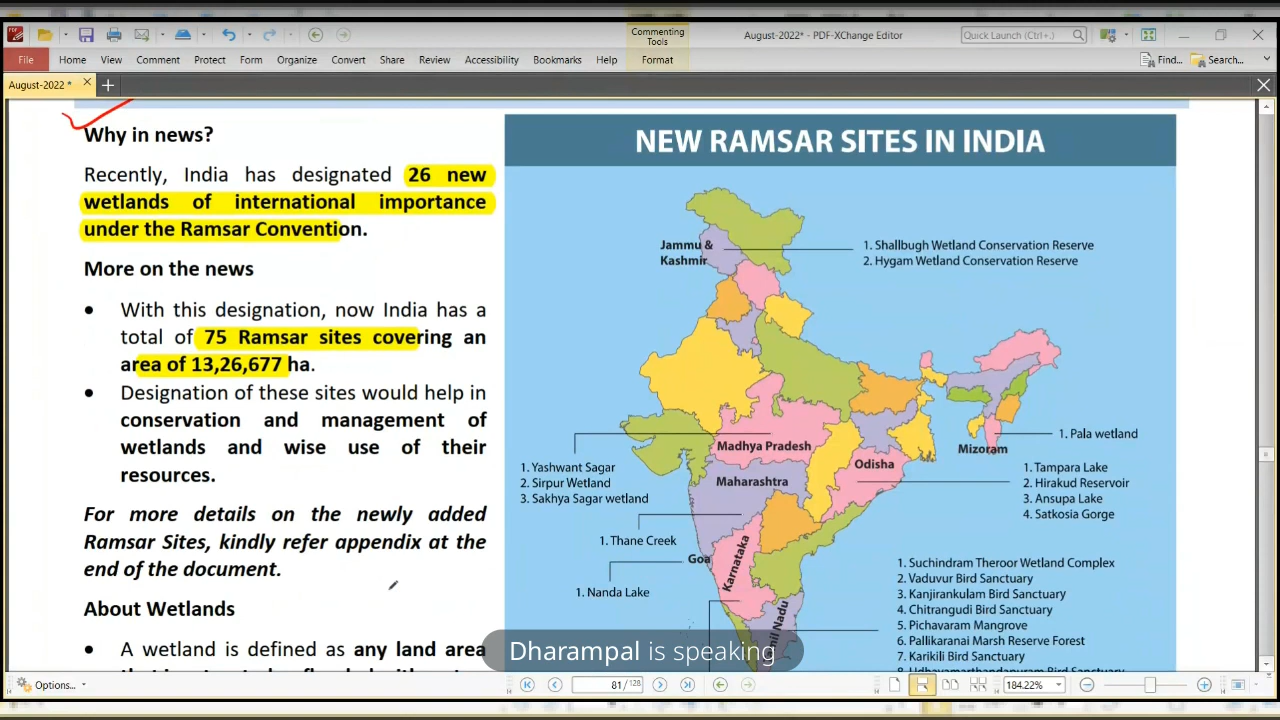 Commenting
Tools
August-2022* - PDF-XChange Editor
Quick Launch (Ctrl+.)
File Home View Comment Protect Form Organize Convert Share Review Accessibility Bookmarks Help Format
Find... Search...
August-2022 *
Why in news?
Recently, India has designated 26 new
wetlands of international importance
under the Ramsar Convention.
More on the news
• With this designation, now India has a
total of 75 Ramsar sites covering an
area of 13,26,677 ha.
• Designation of these sites would help in
conservation and management of
wetlands and wise use of their
resources.
For more details on the newly added
Ramsar Sites, kindly refer appendix at the
end of the document.
About Wetlands
• A wetland is defined as any land area
NEW RAMSAR SITES IN INDIA
Jammu &
Kashmir
1. Shallbugh Wetland Conservation Reserve
2. Hygam Wetland Conservation Reserve
Madhya Pradesh
1. Yashwant Sagar
2. Sirpur Wetland
3. Sakhya Sagar wetland
Mizoram
1. Pala wetland
Odisha
1. Tampara Lake
2. Hirakud Reservoir
3. Ansupa Lake
4. Satkosia Gorge
Maharashtra
1. Thane Creek
Goa
1. Nanda Lake
Karnataka
Tamil Nadu
1. Suchindram Theroor Wetland Complex
2. Vaduvur Bird Sanctuary
3. Kanjirankulam Bird Sanctuary
4. Chitrangudi Bird Sanctuary
5. Pichavaram Mangrove
6. Pallikaranai Marsh Reserve Forest
7. Karikili Bird Sanctuary
Dharampal is speaking
Options...
81 / 128
184.22%